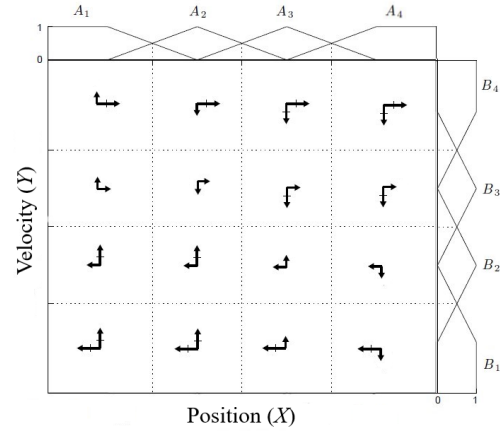 A1 A2 A3 A4
1
0
B4
B3
B2
B1
Velocity (Y)
0 1
Position (X)